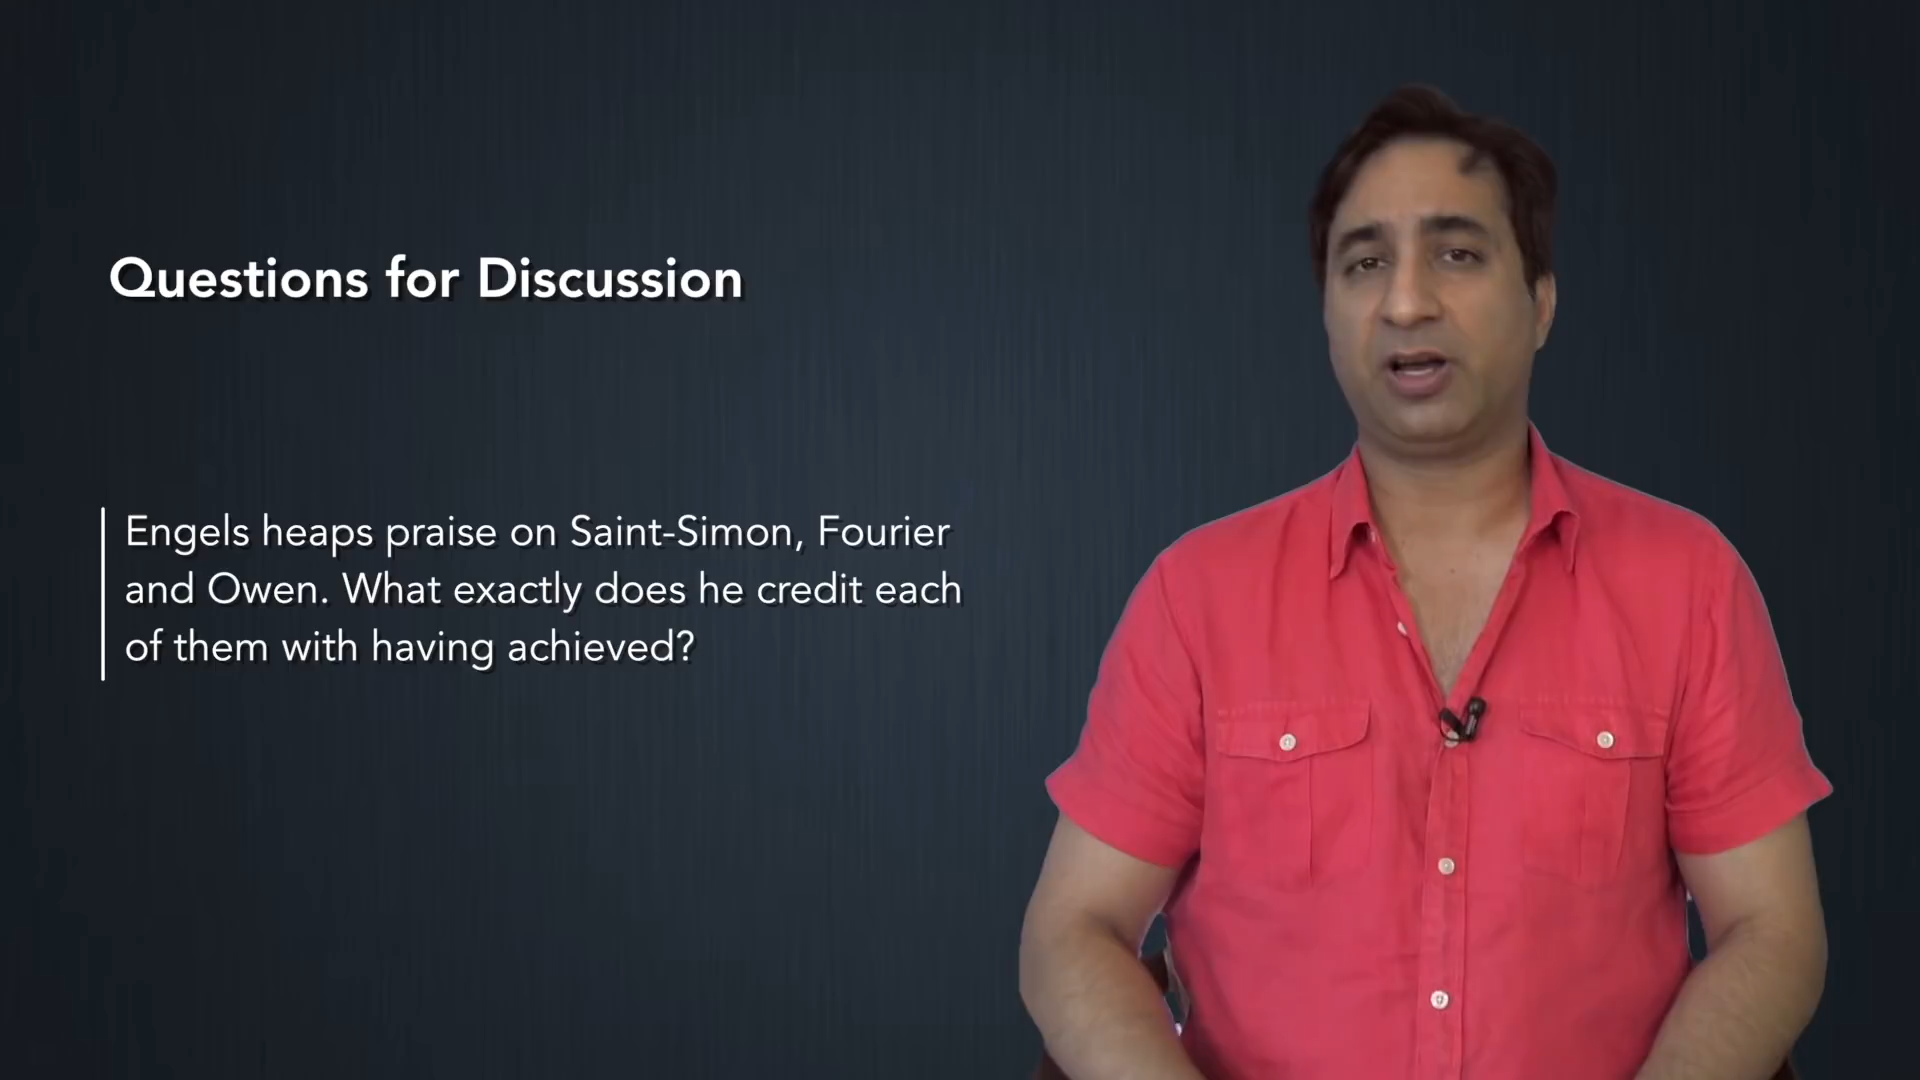 Questions for Discussion
Engels heaps praise on Saint-Simon, Fourier
and Owen. What exactly does he credit each
of them with having achieved?